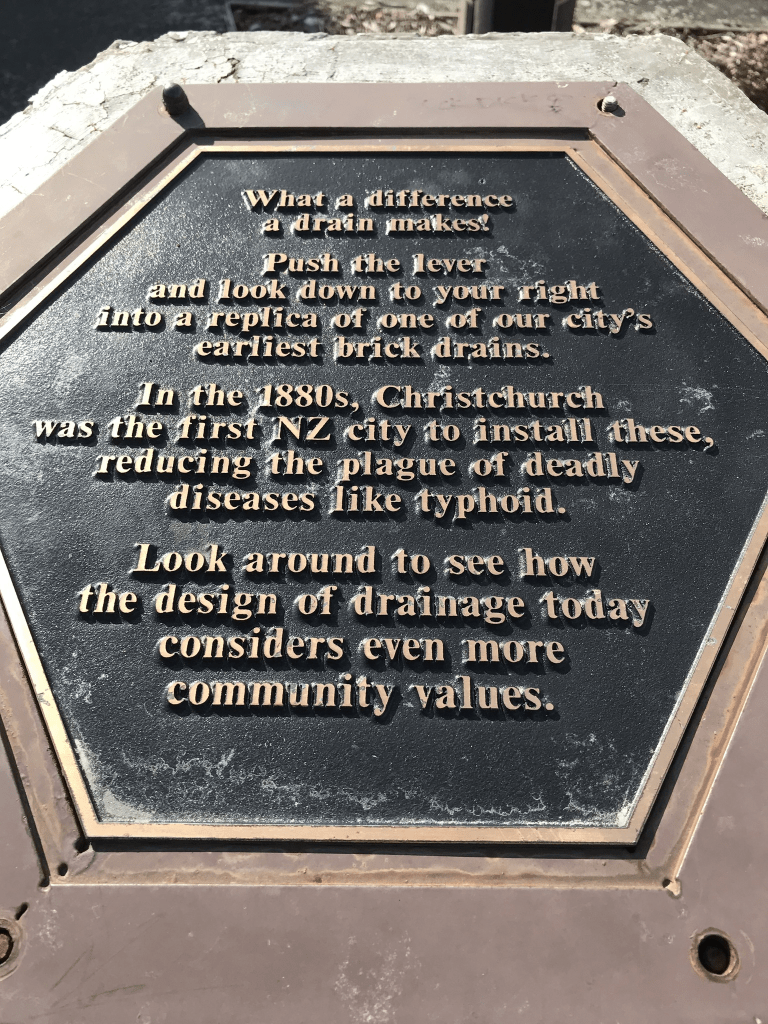 What a difference
a drain makes!
Push the lever
and look down to your right
into a replica of one of our city's
earliest brick drains.
In the 1880s, Christchurch
was the first NZ city to install these,
reducing the plague of deadly
diseases like typhoid.
Look around to see how
the design of drainage today
considers even more
community values.